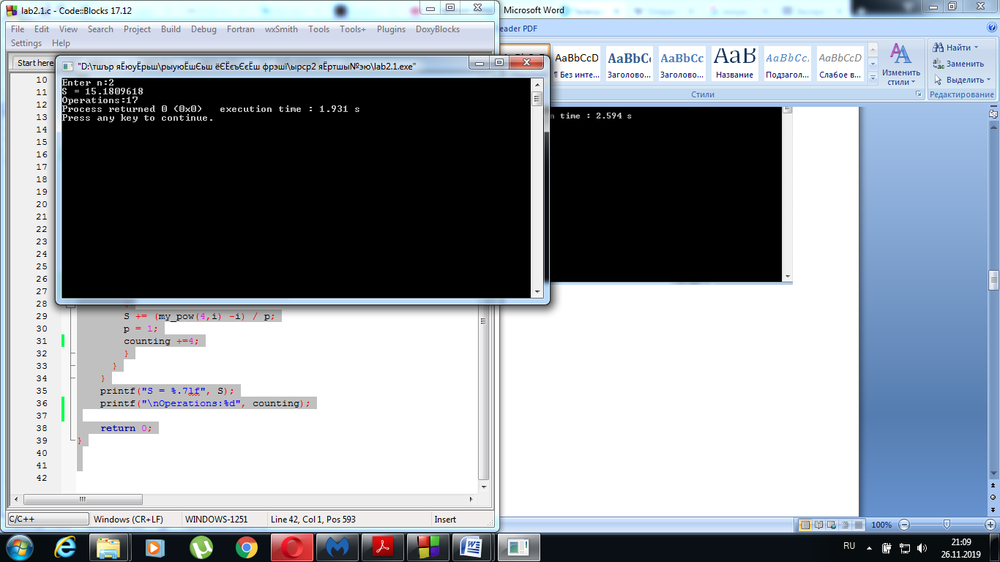 lab2.1.c - Code::Blocks 17.12
File Edit View Search Project Build Debug Fortran wxSmith Tools Tools+ Plugins DoxyBlocks
Settings Help
Start here
"D:\тшър яЁюуЁрьш\рыуюЁшЄьш ёЄЁєъЄєЁш фрэшї\ырср2 яЁртшы№эю\lab2.1.exe"
Enter n:2
S = 15.1809618
Operations:17
Process returned 0 (0x0) execution time : 1.931 s
Press any key to continue.
10
11
12
13
14
15
16
17
18
19
20
21
22
23
24
25
26
27
28
29 S += (my_pow(4,i) -i) / p;
30 p = 1;
31 counting +=4;
32 }
33 }
34 }
35 printf("S = %.7lf", S);
36 printf("\nOperations:%d", counting);
37
38 return 0;
39 }
40
41
42
C/C++ Windows (CR+LF) WINDOWS-1251 Line 42, Col 1, Pos 593 Insert
Microsoft Word
eader PDF
AaBbCcD AaBbCc AaBbCc AaB AaBbCc. AaBbCcD
¶ Без инте... Заголово... Заголово... Название Подзагол... Слабое в...
Изменить
стили
Найти
Заменить
Выделить
Стили
Редактирование
n time : 2.594 s
100%
RU
21:09
26.11.2019